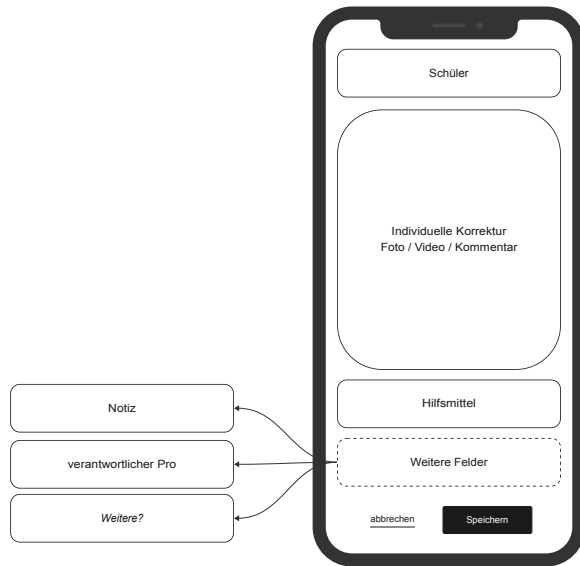 Schüler
Individuelle Korrektur
Foto / Video / Kommentar
Hilfsmittel
Weitere Felder
Notiz
verantwortlicher Pro
Weitere?
abbrechen
Speichern